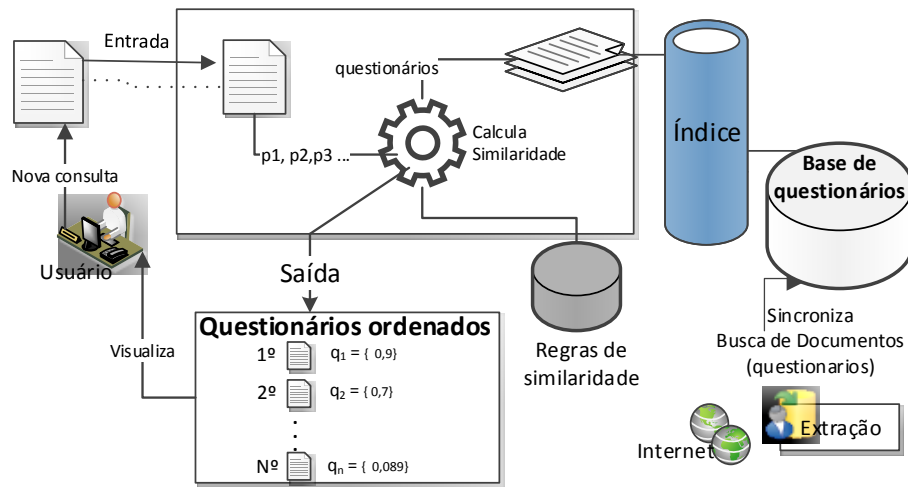 Entrada
questionários
Calcula
Similaridade
p1, p2,p3 ...
Índice
Base de
questionários
Nova consulta
Usuário
Saída
Visualiza
Questionários ordenados
1º q1 = { 0,9}
2º q2 = { 0,7}
Nº qn = { 0,089}
Regras de
similaridade
Sincroniza
Busca de Documentos
(questionarios)
Internet
Extração